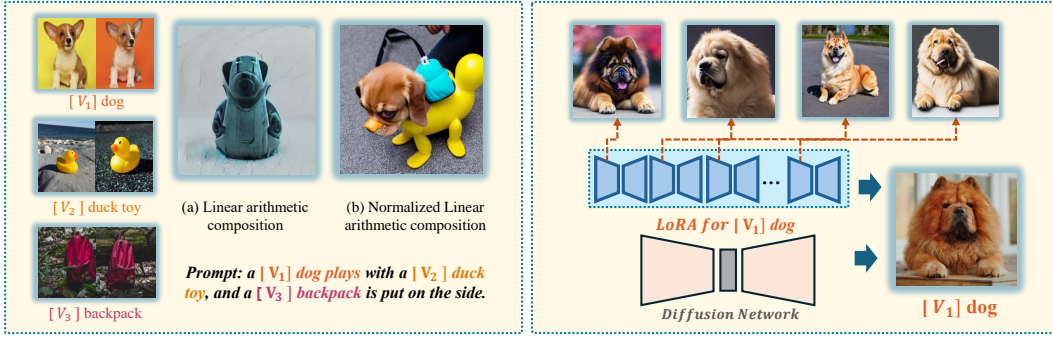 [ V₁ ] dog
[ V₂ ] duck toy
[ V₃ ] backpack
(a) Linear arithmetic
composition
(b) Normalized Linear
arithmetic composition
Prompt: a [ V₁ ] dog plays with a [ V₂ ] duck
toy, and a [ V₃ ] backpack is put on the side.
...
LoRA for [ V₁ ] dog
Diffusion Network
[ V₁ ] dog